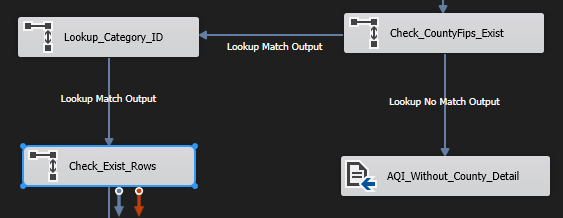 Lookup_Category_ID
Lookup Match Output
Check_CountyFips_Exist
Lookup Match Output
Lookup No Match Output
Check_Exist_Rows
AQI_Without_County_Detail